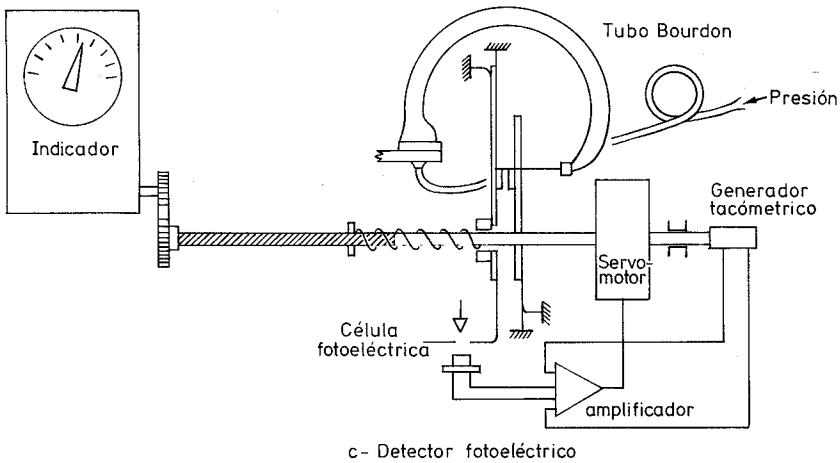 Indicador
Tubo Bourdon
Presión
Generador
tacométrico
Servo-
motor
Célula
fotoeléctrica
amplificador
c- Detector fotoeléctrico